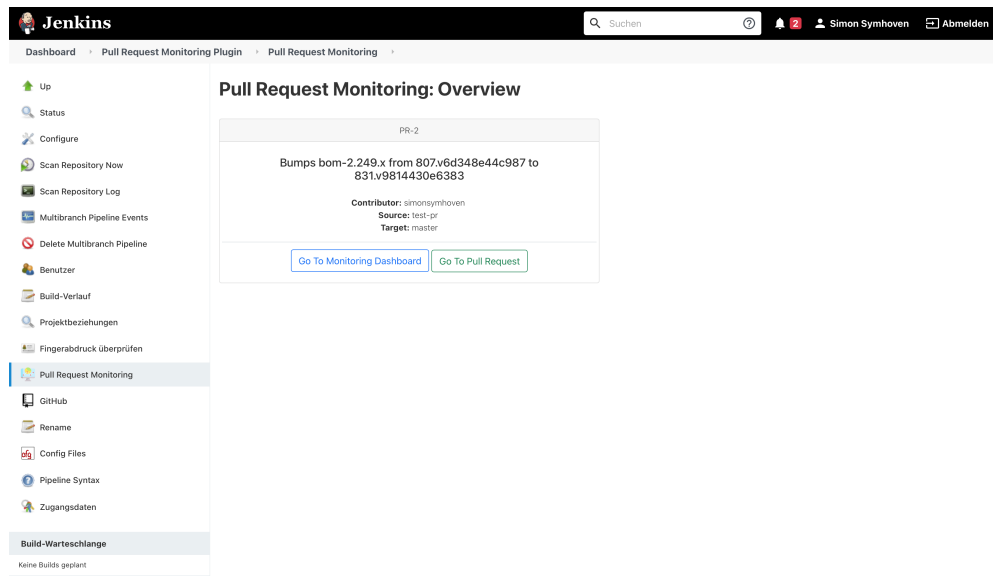 Jenkins
Suchen
2
Simon Symhoven
Abmelden
Dashboard
Pull Request Monitoring Plugin
Pull Request Monitoring
Up
Status
Configure
Scan Repository Now
Scan Repository Log
Multibranch Pipeline Events
Delete Multibranch Pipeline
Benutzer
Build-Verlauf
Projektbeziehungen
Fingerabdruck überprüfen
Pull Request Monitoring
GitHub
Rename
cfg
Config Files
Pipeline Syntax
Zugangsdaten
Build-Warteschlange
Keine Builds geplant
Pull Request Monitoring: Overview
PR-2
Bumps bom-2.249.x from 807.v6d348e44c987 to
831.v9814430e6383
Contributor: simonsymhoven
Source: test-pr
Target: master
Go To Monitoring Dashboard
Go To Pull Request